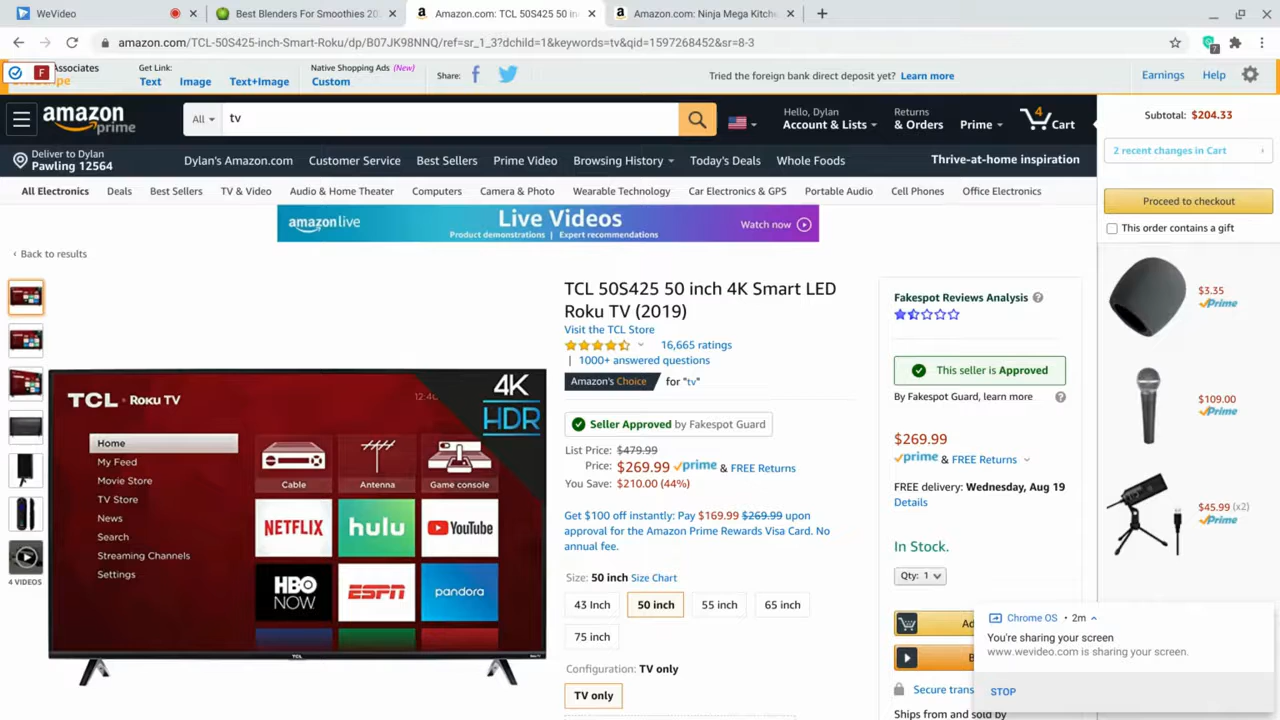 WeVideo
Best Blenders For Smoothies 20
Amazon.com: TCL 50S425 50 in
Amazon.com: Ninja Mega Kitche
amazon.com/TCL-50S425-inch-Smart-Roku/dp/B07JK98NNQ/ref=sr_1_3?dchild=1&keywords=tv&qid=1597268452&sr=8-3
7
F
ssociates
Get Link:
Text Image Text+Image
Native Shopping Ads (New)
Custom
Share:
Tried the foreign bank direct deposit yet? Learn more
Earnings Help
amazon prime
All
tv
Hello, Dylan
Account & Lists
Returns
& Orders
Prime
4
Cart
Deliver to Dylan
Pawling 12564
Dylan's Amazon.com Customer Service Best Sellers Prime Video Browsing History Today's Deals Whole Foods
Thrive-at-home inspiration
All Electronics Deals Best Sellers TV & Video Audio & Home Theater Computers Camera & Photo Wearable Technology Car Electronics & GPS Portable Audio Cell Phones Office Electronics
amazonlive
Live Videos
Product demonstrations | Expert recommendations
Watch now
‹ Back to results
4 VIDEOS
TCL · Roku TV
4K
HDR
Home
My Feed
Movie Store
TV Store
News
Search
Streaming Channels
Settings
Cable Antenna Game console
NETFLIX hulu YouTube
HBO NOW ESPN pandora
TCL
TCL 50S425 50 inch 4K Smart LED
Roku TV (2019)
Visit the TCL Store
16,665 ratings
| 1000+ answered questions
Amazon's Choice for "tv"
Seller Approved by Fakespot Guard
List Price: $479.99
Price: $269.99 prime & FREE Returns
You Save: $210.00 (44%)
Get $100 off instantly: Pay $169.99 $269.99 upon
approval for the Amazon Prime Rewards Visa Card. No
annual fee.
Size: 50 inch Size Chart
43 Inch 50 inch 55 inch 65 inch
75 inch
Configuration: TV only
TV only
Fakespot Reviews Analysis
This seller is Approved
By Fakespot Guard, learn more
$269.99
prime & FREE Returns
FREE delivery: Wednesday, Aug 19
Details
In Stock.
Qty: 1
Secure trans
Ships from and sold by
Subtotal: $204.33
2 recent changes in Cart
Proceed to checkout
This order contains a gift
$3.35
Prime
$109.00
Prime
$45.99 (x2)
Prime
Chrome OS · 2m
You're sharing your screen
www.wevideo.com is sharing your screen.
STOP